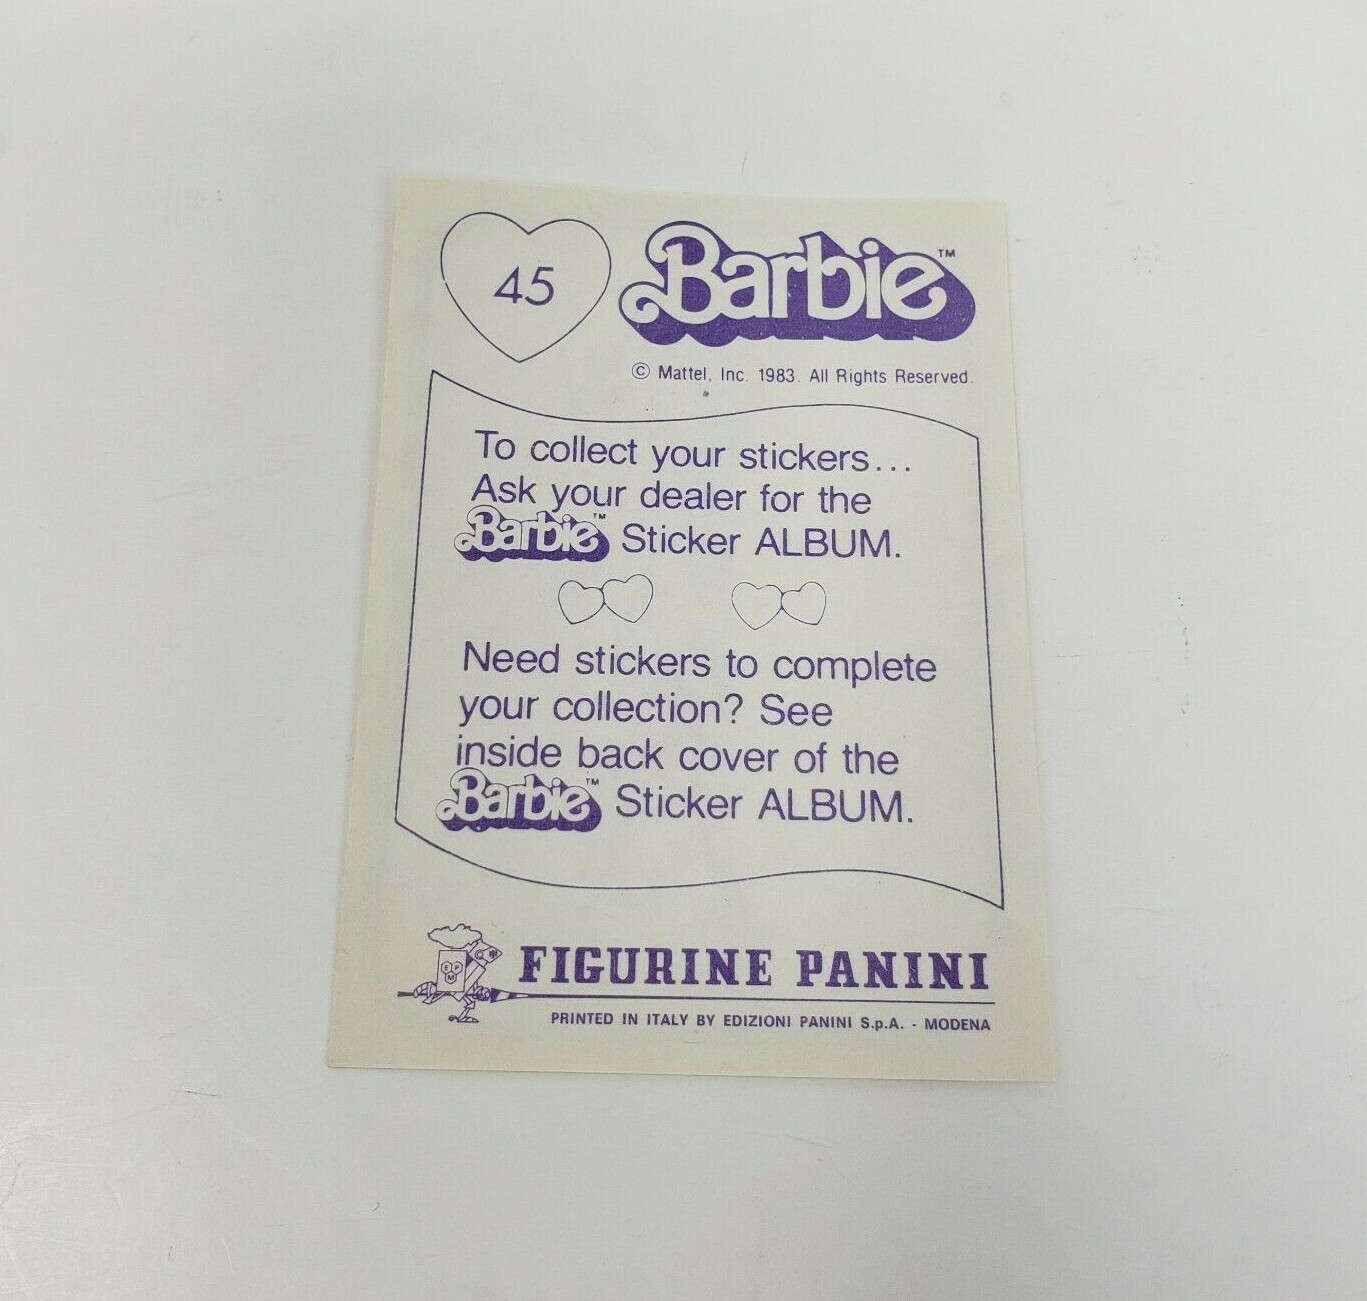 45
Barbie™
© Mattel, Inc. 1983. All Rights Reserved.
To collect your stickers...
Ask your dealer for the
Barbie™ Sticker ALBUM.
Need stickers to complete
your collection? See
inside back cover of the
Barbie™ Sticker ALBUM.
EPM
FIGURINE PANINI
PRINTED IN ITALY BY EDIZIONI PANINI S.p.A. - MODENA